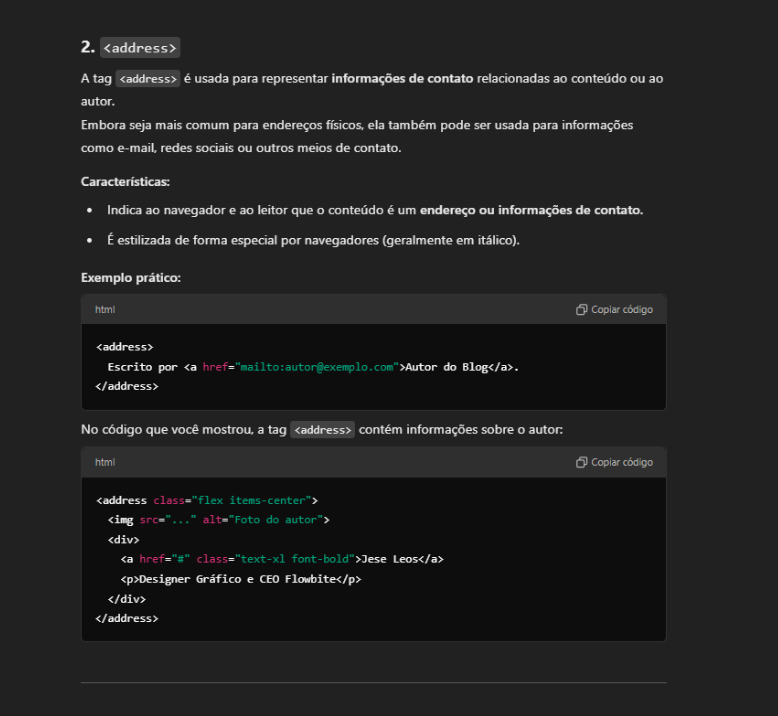 2. <address>
A tag <address> é usada para representar informações de contato relacionadas ao conteúdo ou ao
autor.
Embora seja mais comum para endereços físicos, ela também pode ser usada para informações
como e-mail, redes sociais ou outros meios de contato.
Características:
• Indica ao navegador e ao leitor que o conteúdo é um endereço ou informações de contato.
• É estilizada de forma especial por navegadores (geralmente em itálico).
Exemplo prático:
html Copiar código
<address>
  Escrito por <a href="mailto:autor@exemplo.com">Autor do Blog</a>.
</address>
No código que você mostrou, a tag <address> contém informações sobre o autor:
html Copiar código
<address class="flex items-center">
  <img src="..." alt="Foto do autor">
  <div>
    <a href="#" class="text-xl font-bold">Jese Leos</a>
    <p>Designer Gráfico e CEO Flowbite</p>
  </div>
</address>